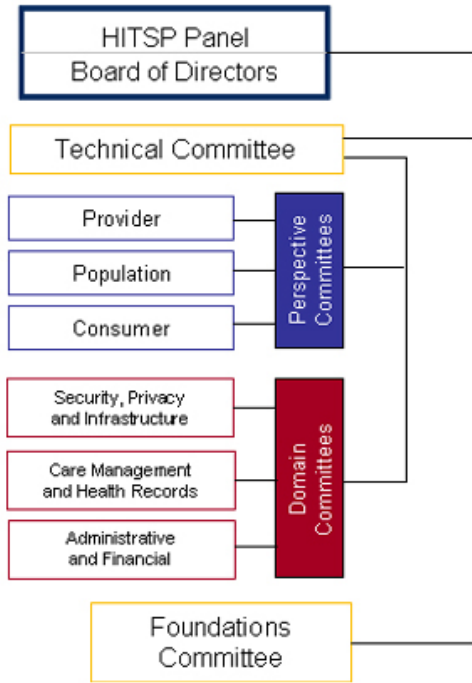 HITSP Panel
Board of Directors
Technical Committee
Provider
Population
Consumer
Perspective
Committees
Security, Privacy
and Infrastructure
Care Management
and Health Records
Administrative
and Financial
Domain
Committees
Foundations
Committee